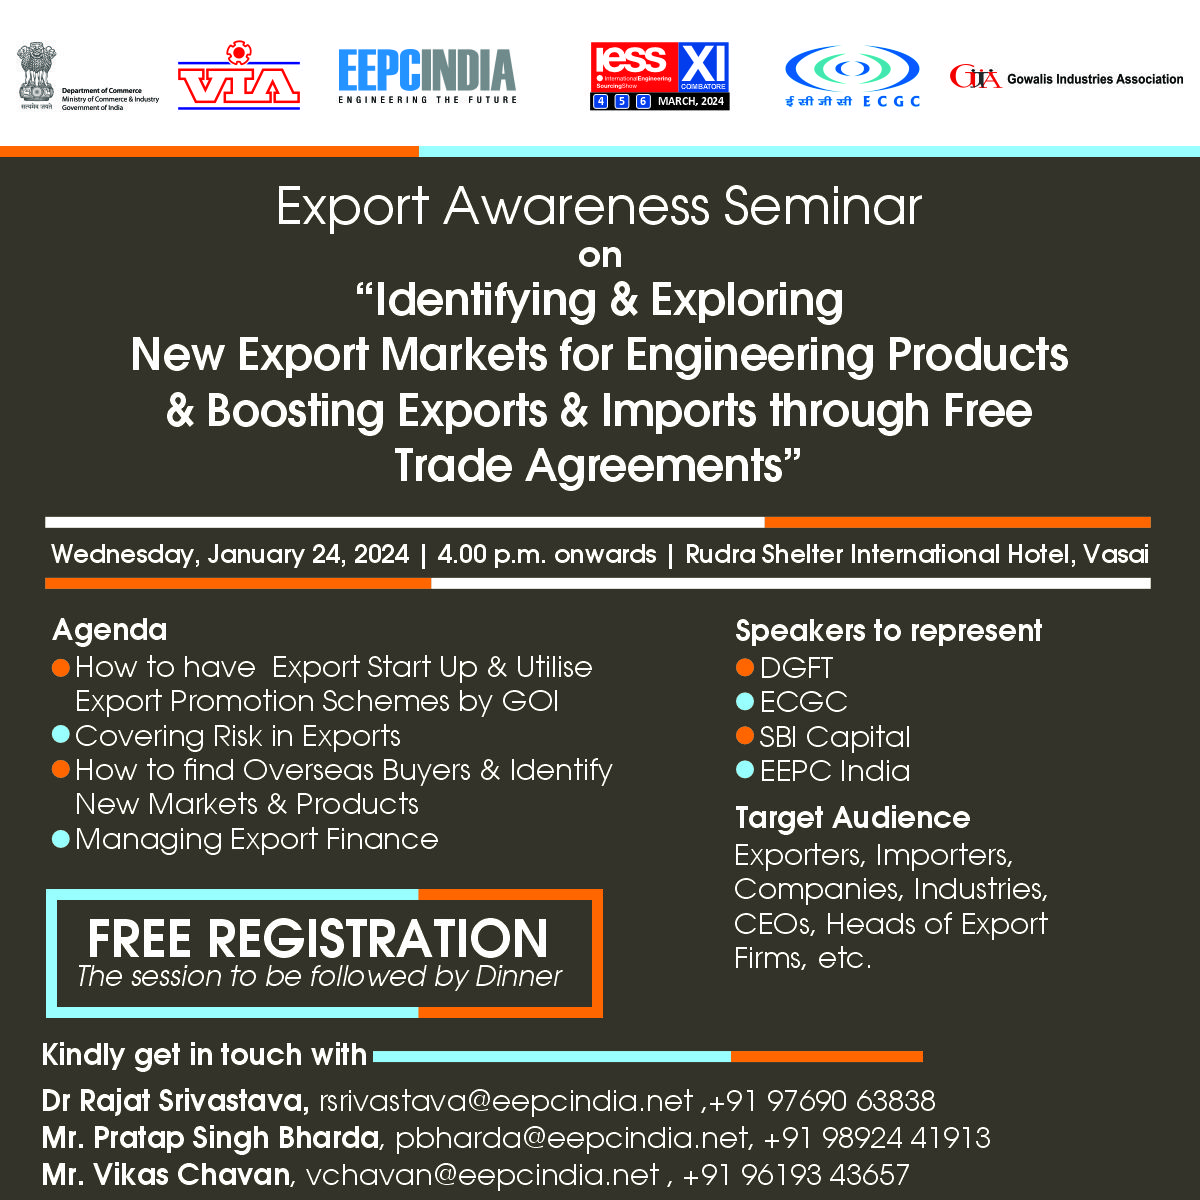 सत्यमेव जयते
Department of Commerce
Ministry of Commerce & Industry
Government of India
VIA
EEPCINDIA
ENGINEERING THE FUTURE
IESS XI
InternationalEngineering
SourcingShow
COIMBATORE
4 5 6 MARCH, 2024
ई सी जी सी ECGC
GIA Gowalis Industries Association
Export Awareness Seminar
on
“Identifying & Exploring
New Export Markets for Engineering Products
& Boosting Exports & Imports through Free
Trade Agreements”
Wednesday, January 24, 2024 | 4.00 p.m. onwards | Rudra Shelter International Hotel, Vasai
Agenda
How to have Export Start Up & Utilise
Export Promotion Schemes by GOI
Covering Risk in Exports
How to find Overseas Buyers & Identify
New Markets & Products
Managing Export Finance
Speakers to represent
DGFT
ECGC
SBI Capital
EEPC India
Target Audience
Exporters, Importers,
Companies, Industries,
CEOs, Heads of Export
Firms, etc.
FREE REGISTRATION
The session to be followed by Dinner
Kindly get in touch with
Dr Rajat Srivastava, rsrivastava@eepcindia.net ,+91 97690 63838
Mr. Pratap Singh Bharda, pbharda@eepcindia.net, +91 98924 41913
Mr. Vikas Chavan, vchavan@eepcindia.net , +91 96193 43657